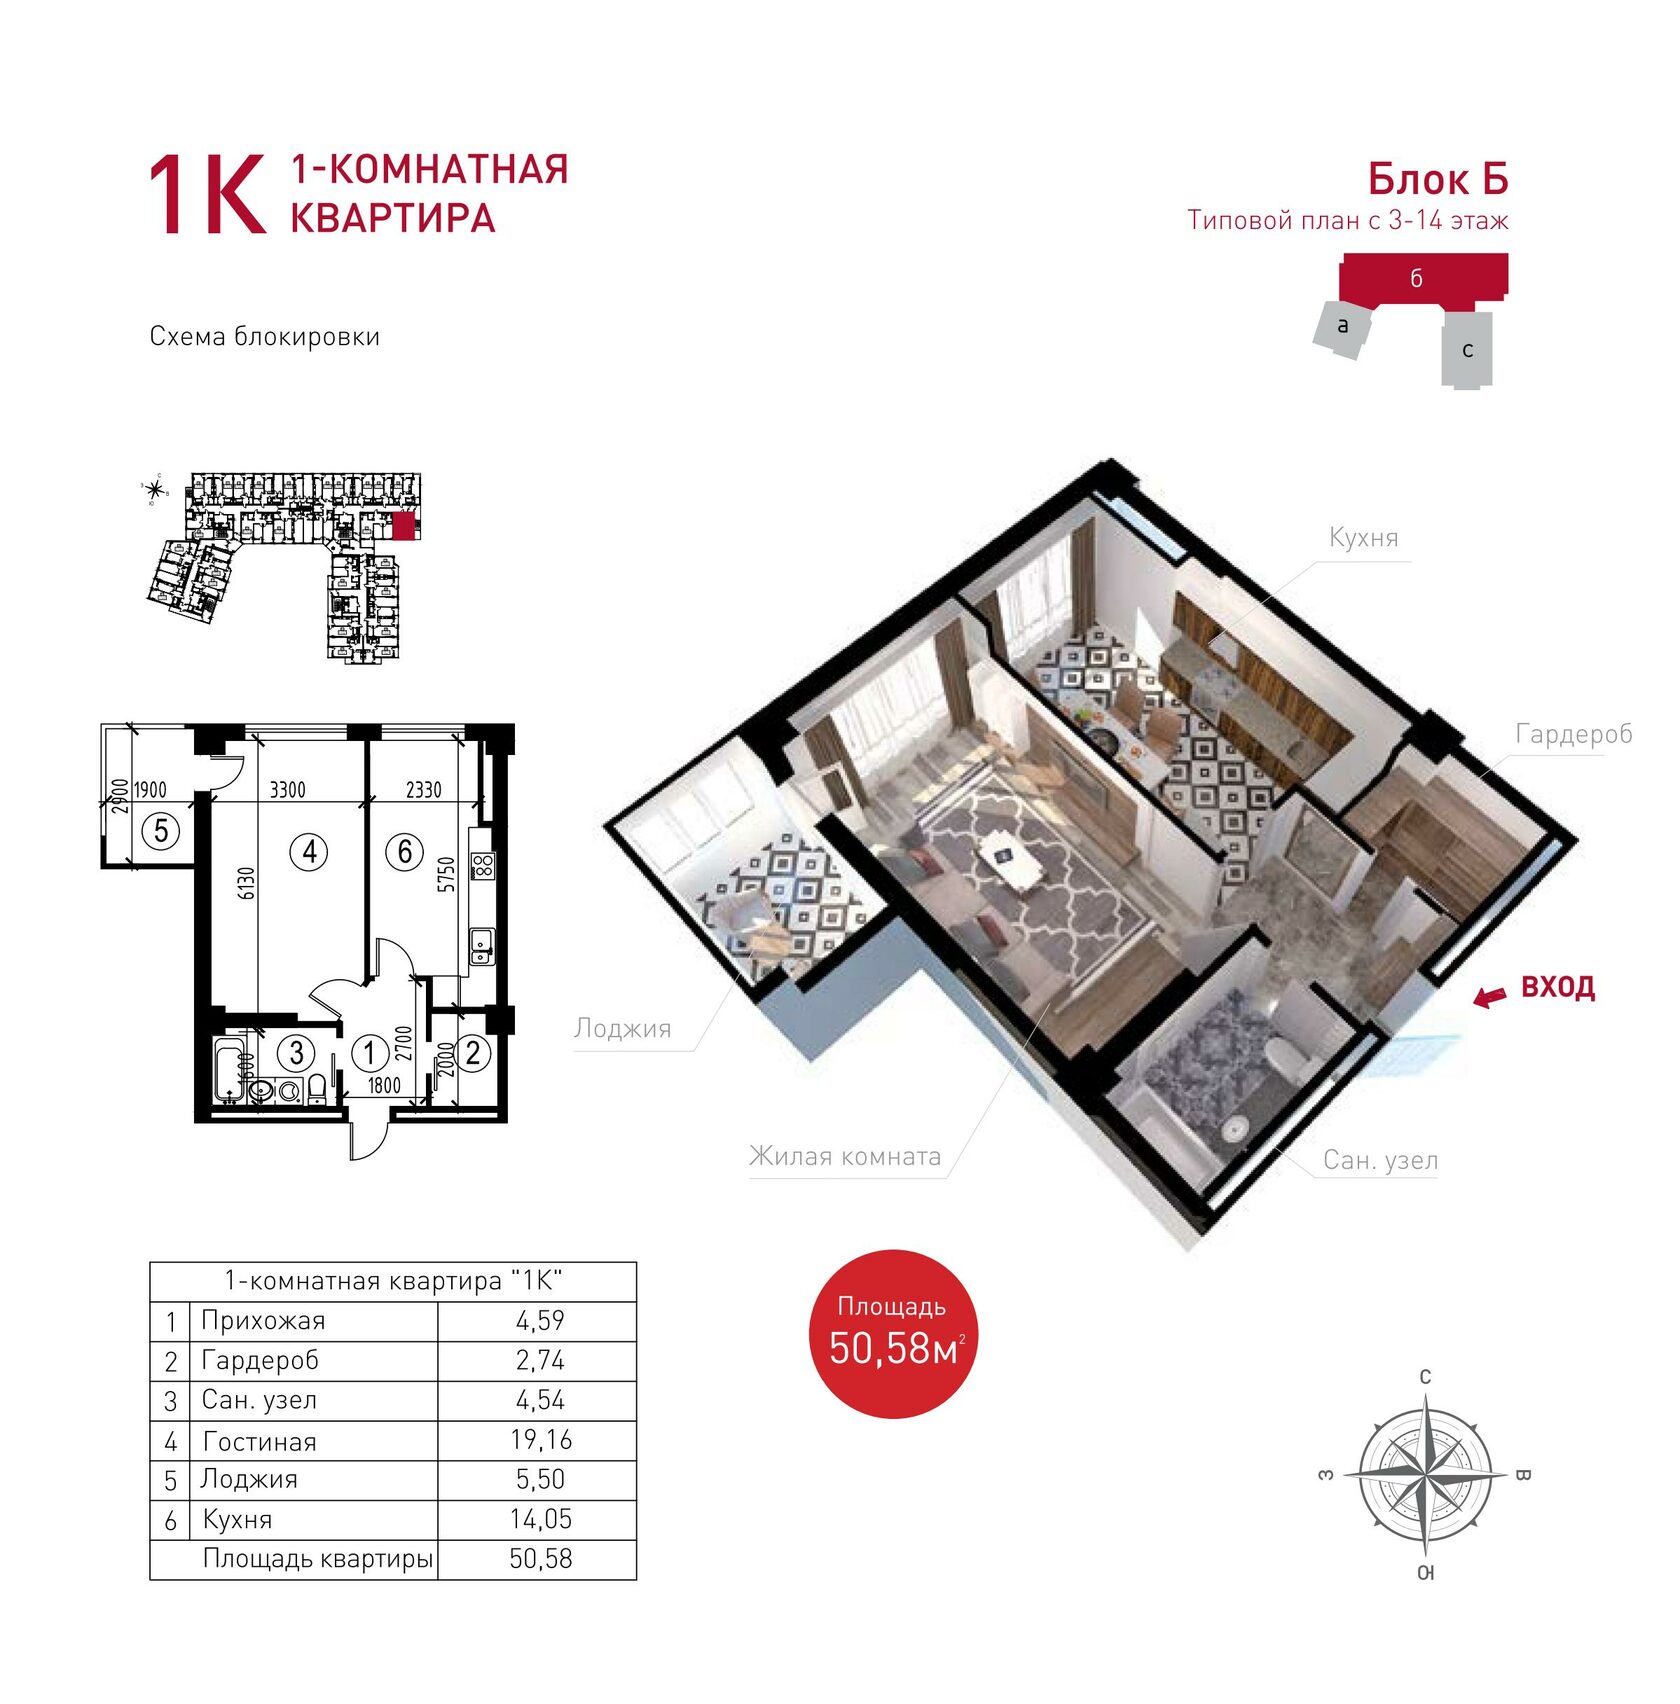 1К
1-КОМНАТНАЯ
КВАРТИРА
Блок Б
Типовой план с 3-14 этаж
б
а
с
Схема блокировки
Кухня
Гардероб
ВХОД
Лоджия
Жилая комната
Сан. узел
2900
1900
3300
2330
5
4
6
6130
5750
3
1
2
1600
2700
2000
1800
1-комнатная квартира "1К"
1 Прихожая 4,59
2 Гардероб 2,74
3 Сан. узел 4,54
4 Гостиная 19,16
5 Лоджия 5,50
6 Кухня 14,05
Площадь квартиры 50,58
Площадь
50,58м²
С
З
В
Ю